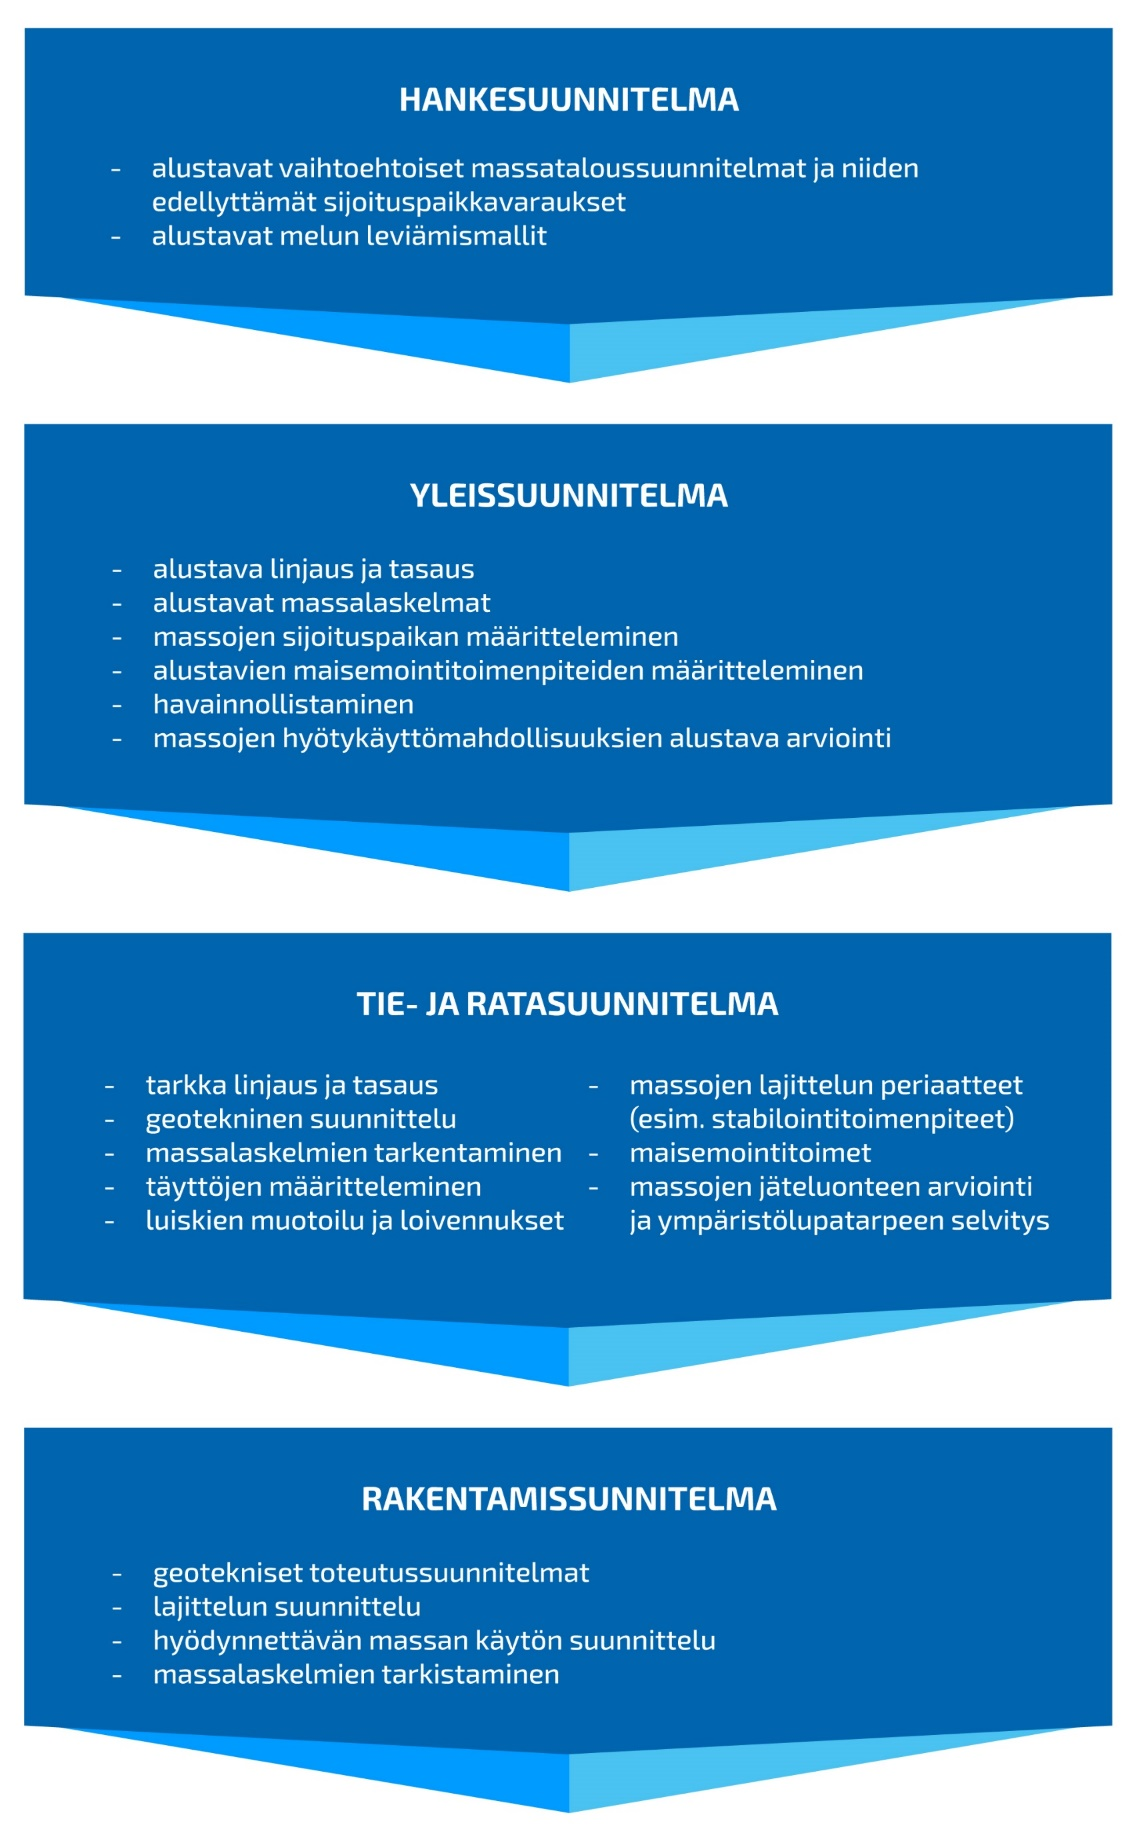 HANKESUUNNITELMA
- alustavat vaihtoehtoiset massataloussuunnitelmat ja niiden
edellyttämät sijoituspaikkavaraukset
- alustavat melun leviämismallit
YLEISSUUNNITELMA
- alustava linjaus ja tasaus
- alustavat massalaskelmat
- massojen sijoituspaikan määritteleminen
- alustavien maisemointitoimenpiteiden määritteleminen
- havainnollistaminen
- massojen hyötykäyttömahdollisuuksien alustava arviointi
TIE- JA RATASUUNNITELMA
- tarkka linjaus ja tasaus
- geotekninen suunnittelu
- massalaskelmien tarkentaminen
- täyttöjen määritteleminen
- luiskien muotoilu ja loivennukset
- massojen lajittelun periaatteet
(esim. stabilointitoimenpiteet)
- maisemointitoimet
- massojen jäteluonteen arviointi
ja ympäristölupatarpeen selvitys
RAKENTAMISSUNNITELMA
- geotekniset toteutussuunnitelmat
- lajittelun suunnittelu
- hyödynnettävän massan käytön suunnittelu
- massalaskelmien tarkistaminen